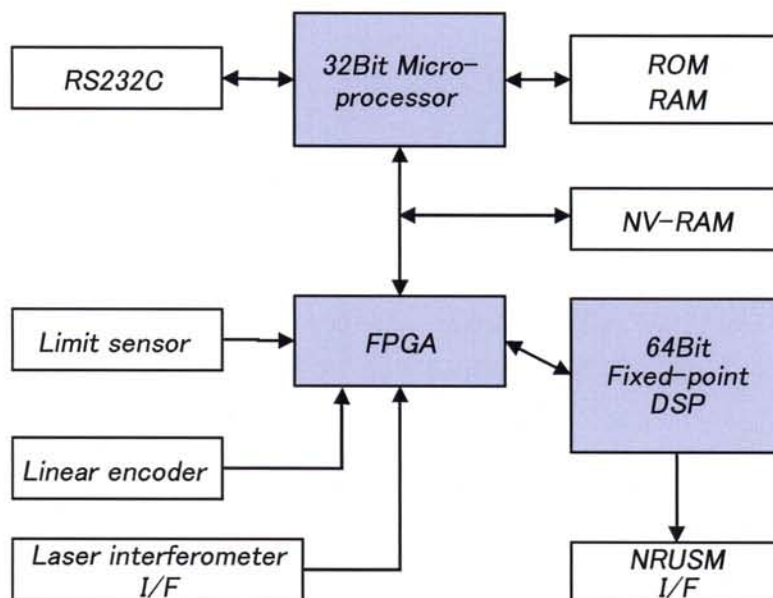 RS232C
32Bit Micro-
processor
ROM
RAM
NV-RAM
Limit sensor
FPGA
64Bit
Fixed-point
DSP
Linear encoder
Laser interferometer
I/F
NRUSM
I/F